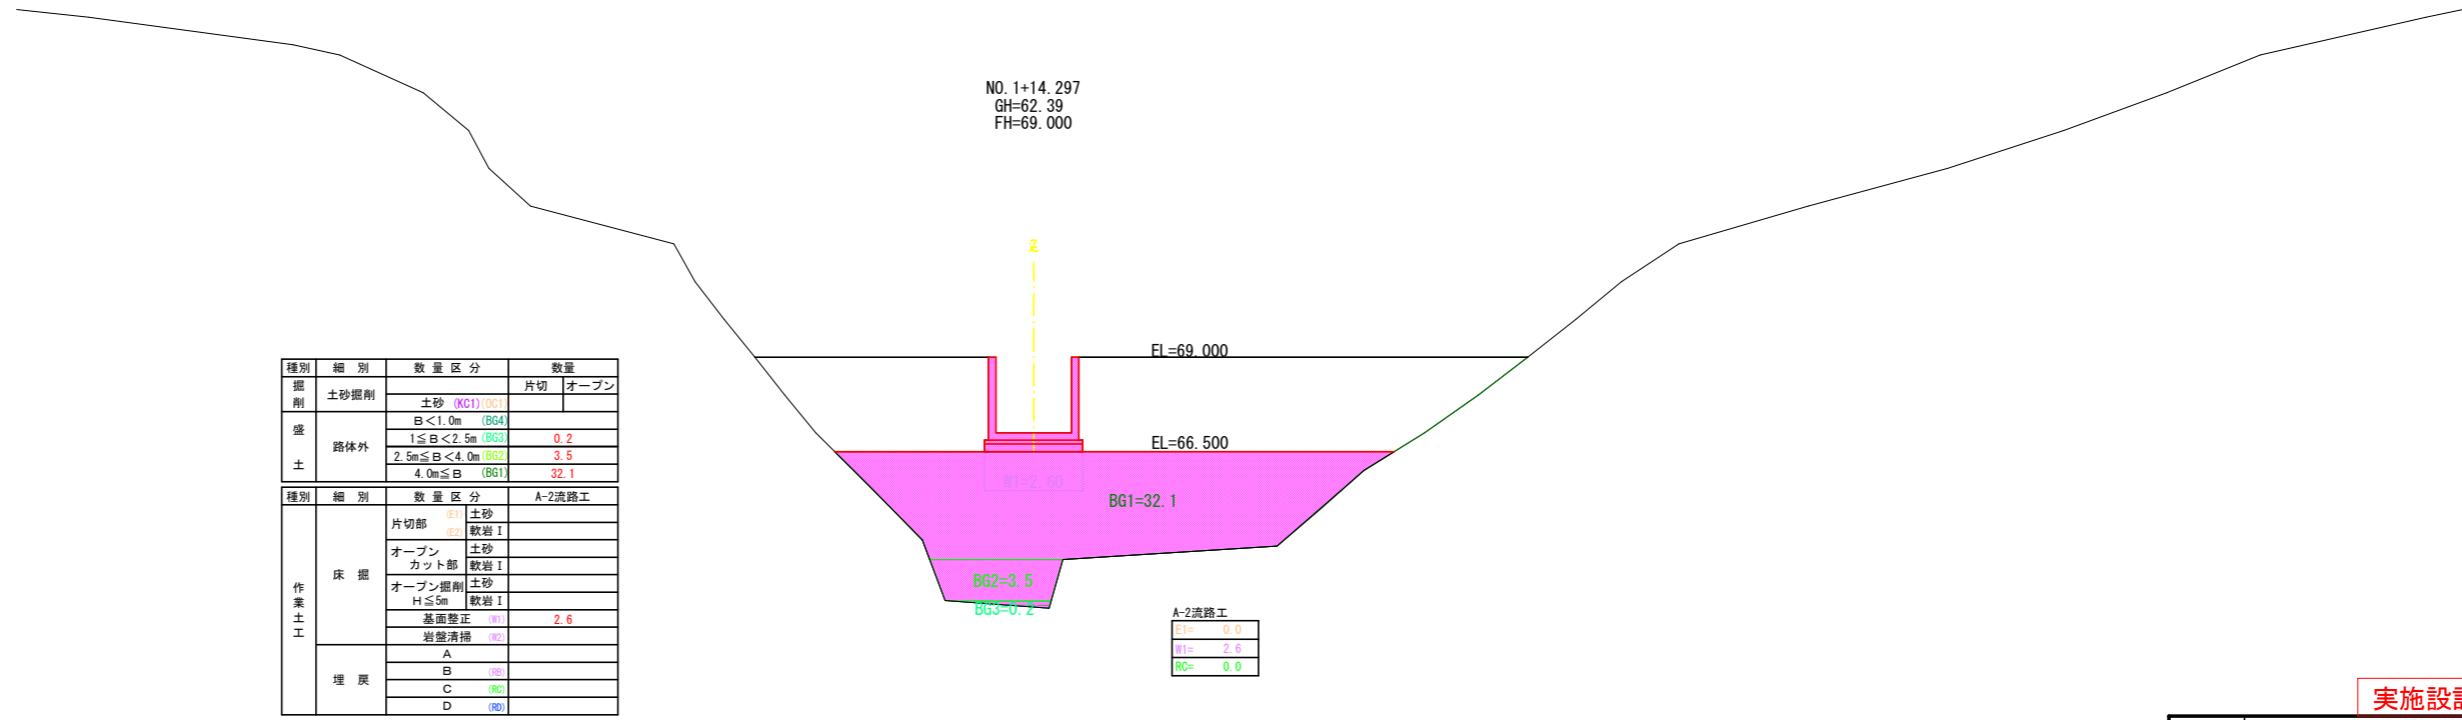 NO.1+14.297
GH=62.39
FH=69.000
Z
EL=69.000
EL=66.500
W1=2.60
BG1=32.1
BG2=3.5
BG3=0.2
種別 細 別 数 量 区 分 数量
掘削 土砂掘削 片切 オープン
土砂 (KC1)(OC1)
盛土 路体外 B<1.0m (BG4)
1≦B<2.5m (BG3) 0.2
2.5m≦B<4.0m (BG2) 3.5
4.0m≦B (BG1) 32.1
種別 細 別 数 量 区 分 A-2流路工
作業土工 床 掘 片切部 (E1) 土砂
(E2) 軟岩Ⅰ
オープン 土砂
カット部 軟岩Ⅰ
オープン掘削 土砂
H≦5m 軟岩Ⅰ
基面整正 (W1) 2.6
岩盤清掃 (W2)
埋 戻 A
B (RB)
C (RC)
D (RD)
A-2流路工
E1= 0.0
W1= 2.6
RC= 0.0